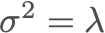 σ² = λ